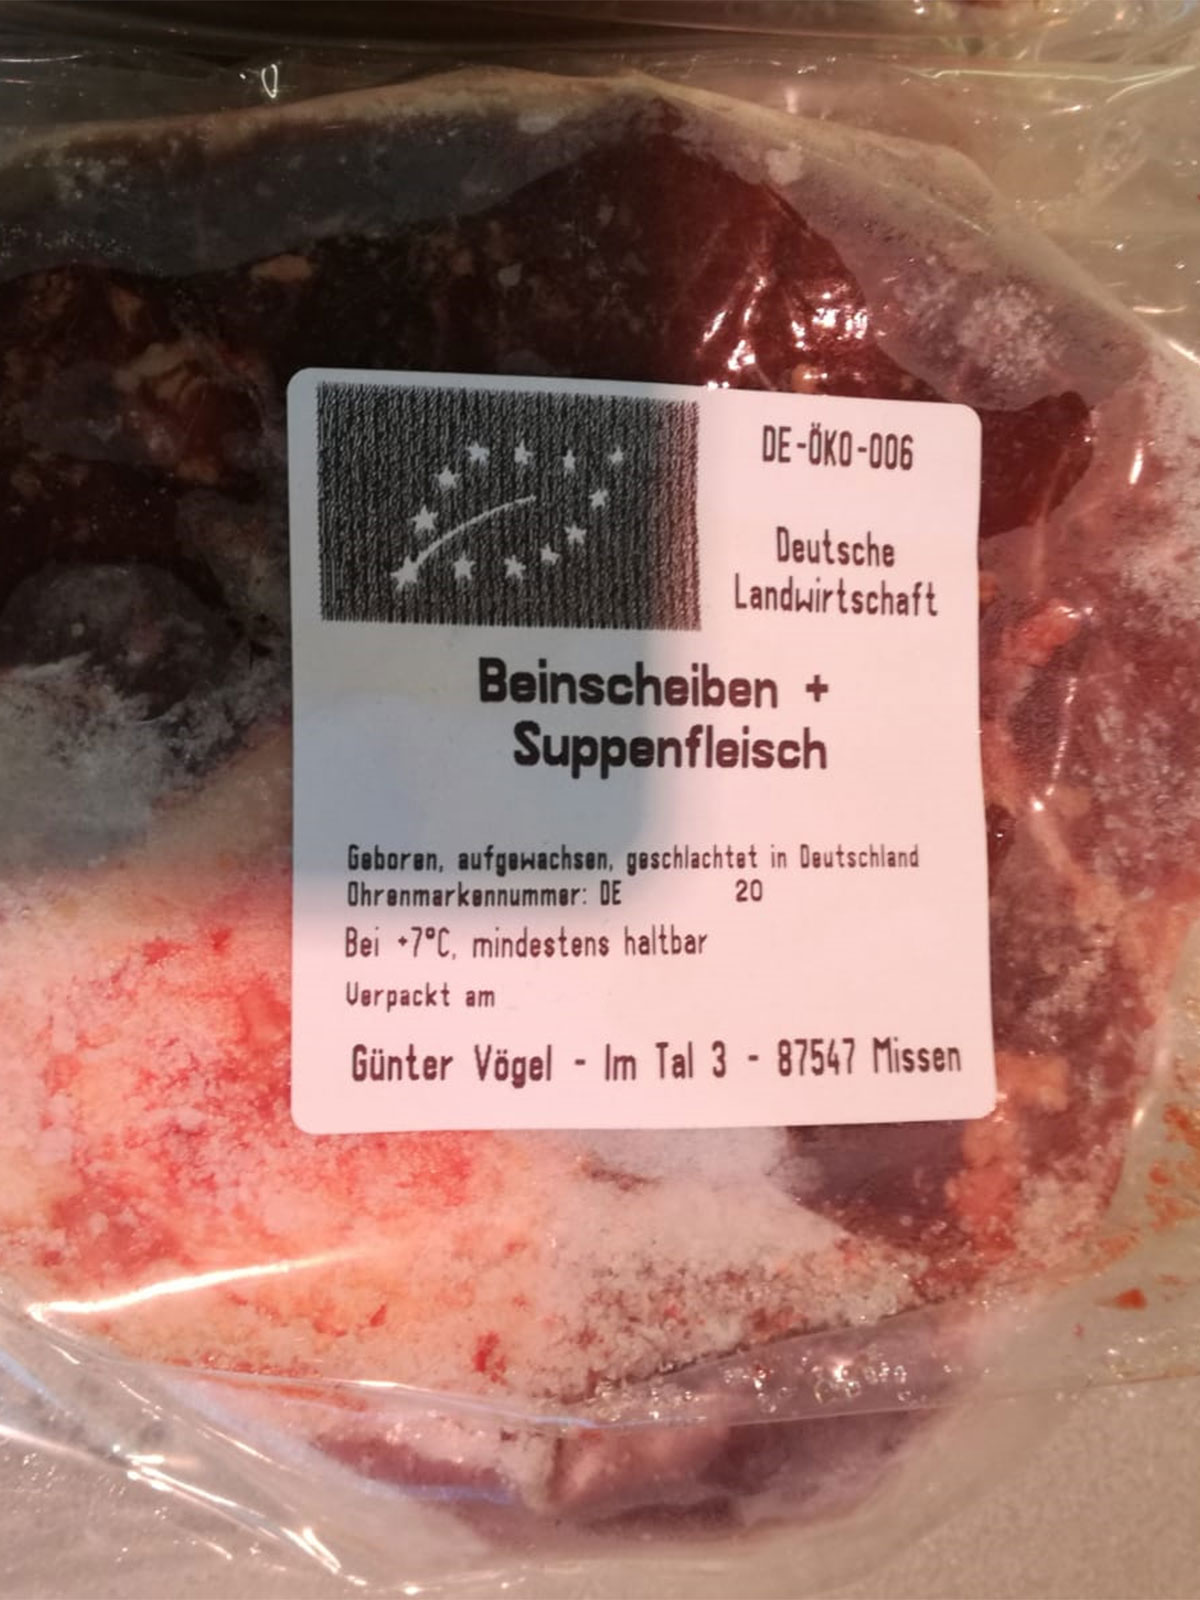 DE-ÖKO-006
Deutsche
Landwirtschaft
Beinscheiben +
Suppenfleisch
Geboren, aufgewachsen, geschlachtet in Deutschland
Ohrenmarkennummer: DE 20
Bei +7°C, mindestens haltbar
Verpackt am
Günter Vögel - Im Tal 3 - 87547 Missen